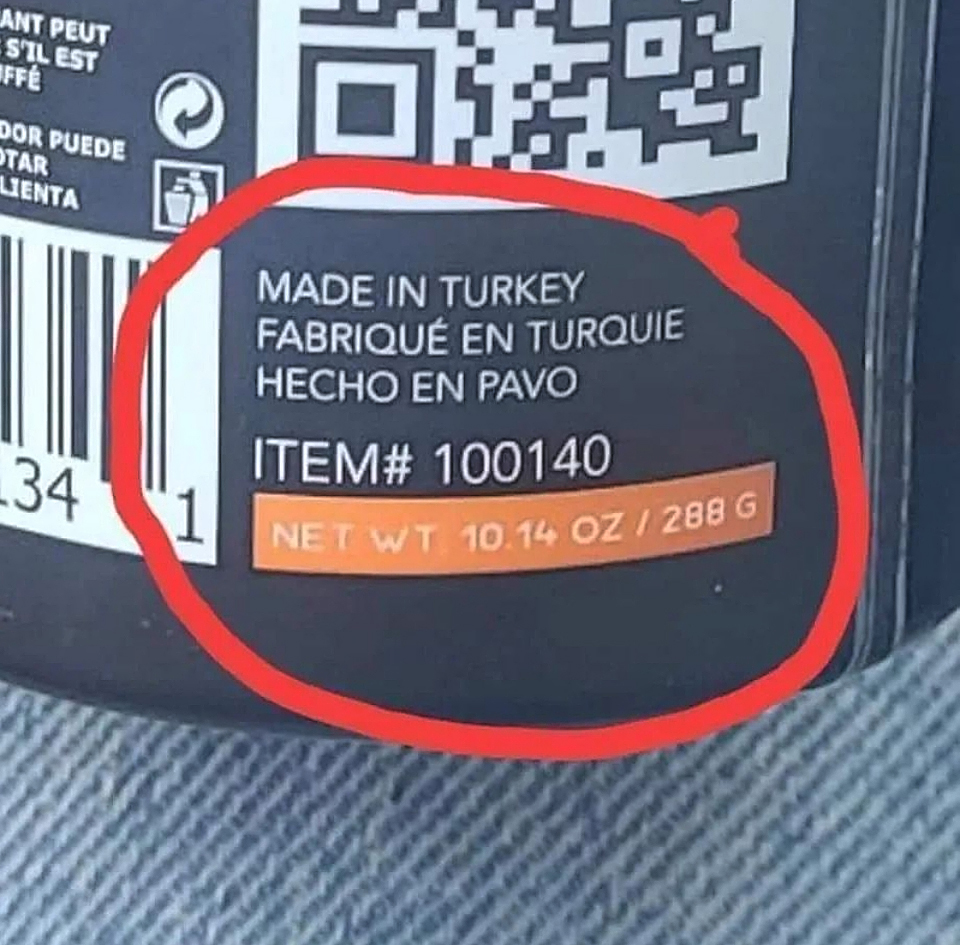 ANT PEUT
S'IL EST
FFÉ
DOR PUEDE
OTAR
LIENTA
MADE IN TURKEY
FABRIQUÉ EN TURQUIE
HECHO EN PAVO
ITEM# 100140
NET WT 10.14 OZ / 288 G
34 1